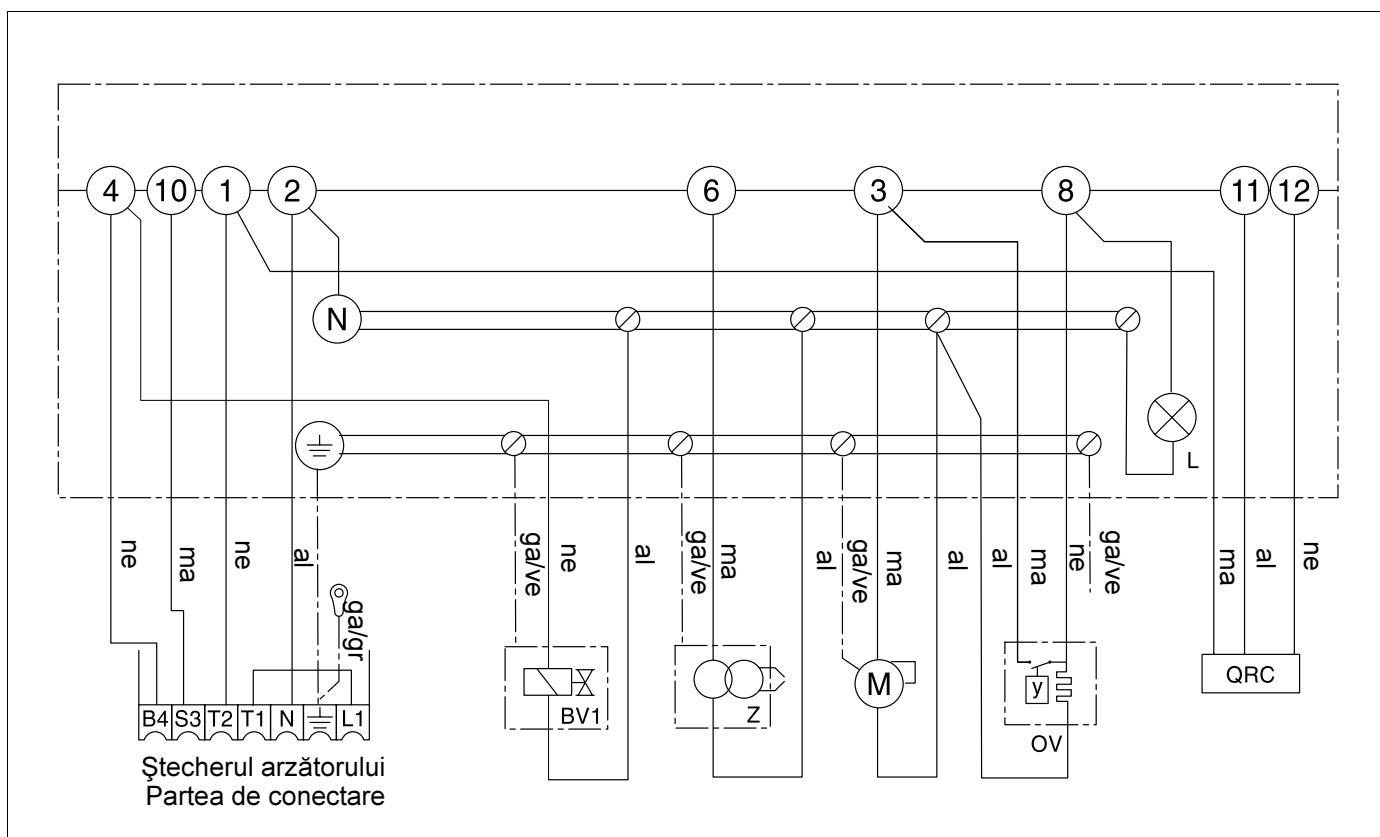 4 10 1 2 6 3 8 11 12
N
L
ne ma ne al ga/ve ne al ga/ve ma al ga/ve ma al al ma ne ga/ve ma al ne
ga/gr
BV1 Z M y OV QRC
B4 S3 T2 T1 N L1
Ştecherul arzătorului
Partea de conectare